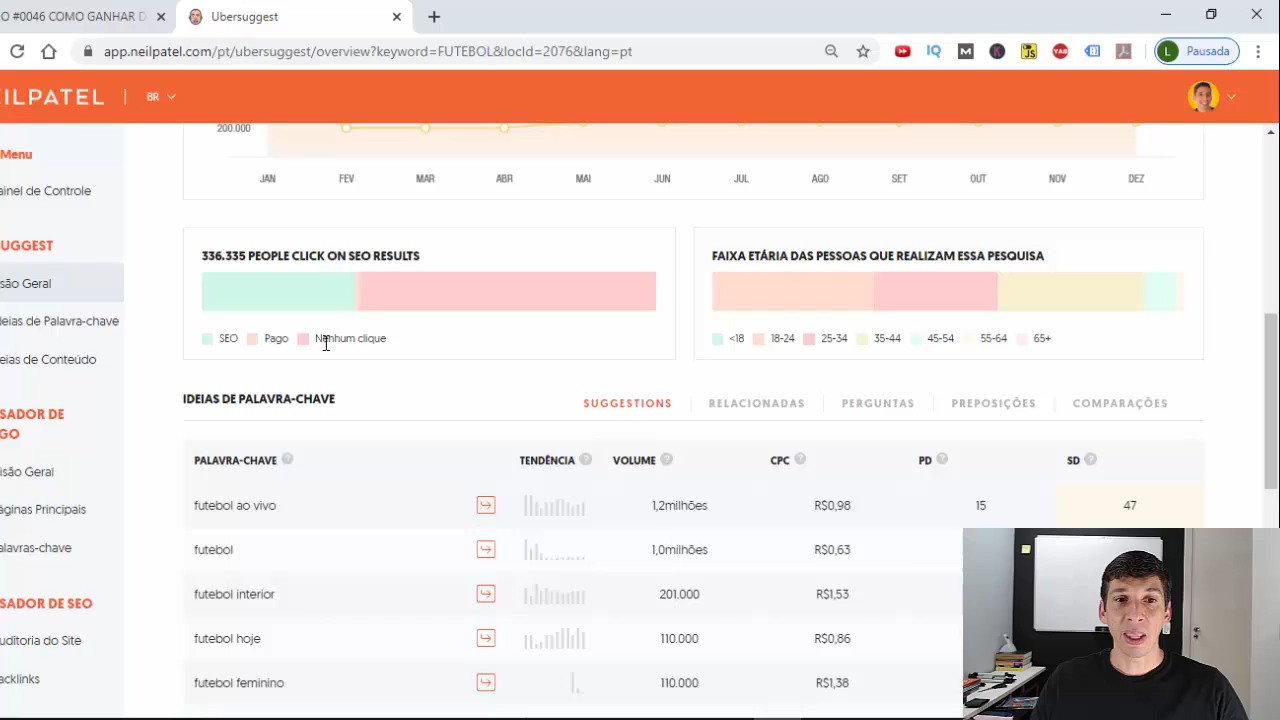 O #0046 COMO GANHAR D
Ubersuggest
app.neilpatel.com/pt/ubersuggest/overview?keyword=FUTEBOL&locId=2076&lang=pt
IQ
M
K
JS
TAB
L Pausada
EILPATEL | BR
Menu
ainel de Controle
SUGGEST
isão Geral
deias de Palavra-chave
eias de Conteúdo
SADOR DE
GO
isão Geral
áginas Principais
alavras-chave
SADOR DE SEO
uditoria do Site
acklinks
200.000
JAN FEV MAR ABR MAI JUN JUL AGO SET OUT NOV DEZ
336.335 PEOPLE CLICK ON SEO RESULTS
SEO Pago Nenhum clique
FAIXA ETÁRIA DAS PESSOAS QUE REALIZAM ESSA PESQUISA
<18 18-24 25-34 35-44 45-54 55-64 65+
IDEIAS DE PALAVRA-CHAVE
SUGGESTIONS RELACIONADAS PERGUNTAS PREPOSIÇÕES COMPARAÇÕES
PALAVRA-CHAVE ? TENDÊNCIA ? VOLUME ? CPC ? PD ? SD ?
futebol ao vivo 1,2milhões R$0,98 15 47
futebol 1,0milhões R$0,63
futebol interior 201.000 R$1,53
futebol hoje 110.000 R$0,86
futebol feminino 110.000 R$1,38